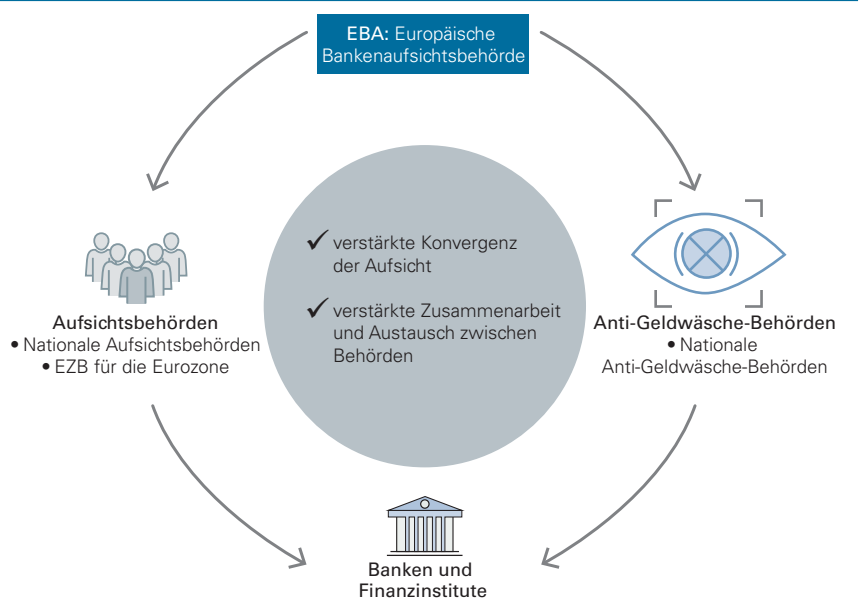 EBA: Europäische
Bankenaufsichtsbehörde
✓ verstärkte Konvergenz
der Aufsicht
✓ verstärkte Zusammenarbeit
und Austausch zwischen
Behörden
Aufsichtsbehörden
• Nationale Aufsichtsbehörden
• EZB für die Eurozone
Anti-Geldwäsche-Behörden
• Nationale
Anti-Geldwäsche-Behörden
Banken und
Finanzinstitute